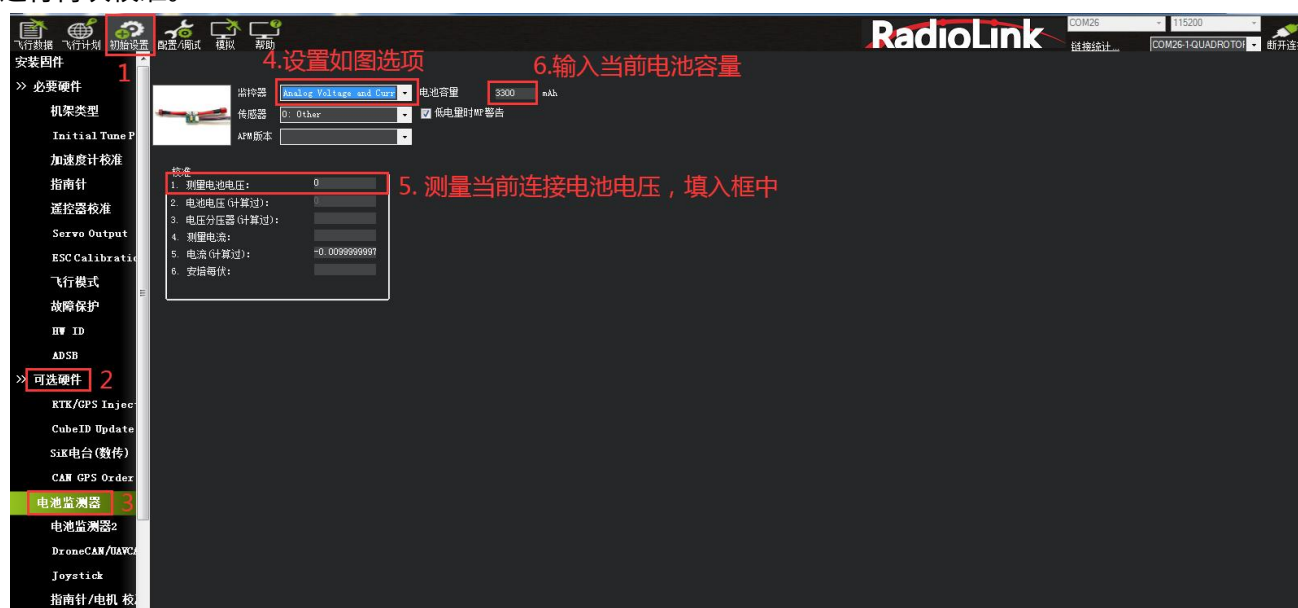 飞行数据 飞行计划 初始设置 配置/调试 模拟 帮助
RadioLink
COM26
115200
链接统计...
COM26-1-QUADROTOR
断开连
安装固件
1
>> 必要硬件
机架类型
Initial Tune P
加速度计校准
指南针
遥控器校准
Servo Output
ESC Calibratio
飞行模式
故障保护
HW ID
ADSB
>> 可选硬件 2
RTK/GPS Injec
CubeID Update
SiK电台(数传)
CAN GPS Order
电池监测器 3
电池监测器2
DroneCAN/UAVCA
Joystick
指南针/电机 校
4.设置如图选项
6.输入当前电池容量
监控器 Analog Voltage and Curr 电池容量 3300 mAh
传感器 0: Other 低电量时MP警告
APM版本
校准
1. 测量电池电压: 0
5. 测量当前连接电池电压，填入框中
2. 电池电压(计算过): 0
3. 电压分压器(计算过):
4. 测量电流:
5. 电流(计算过): -0.0099999997
6. 安培每伏: